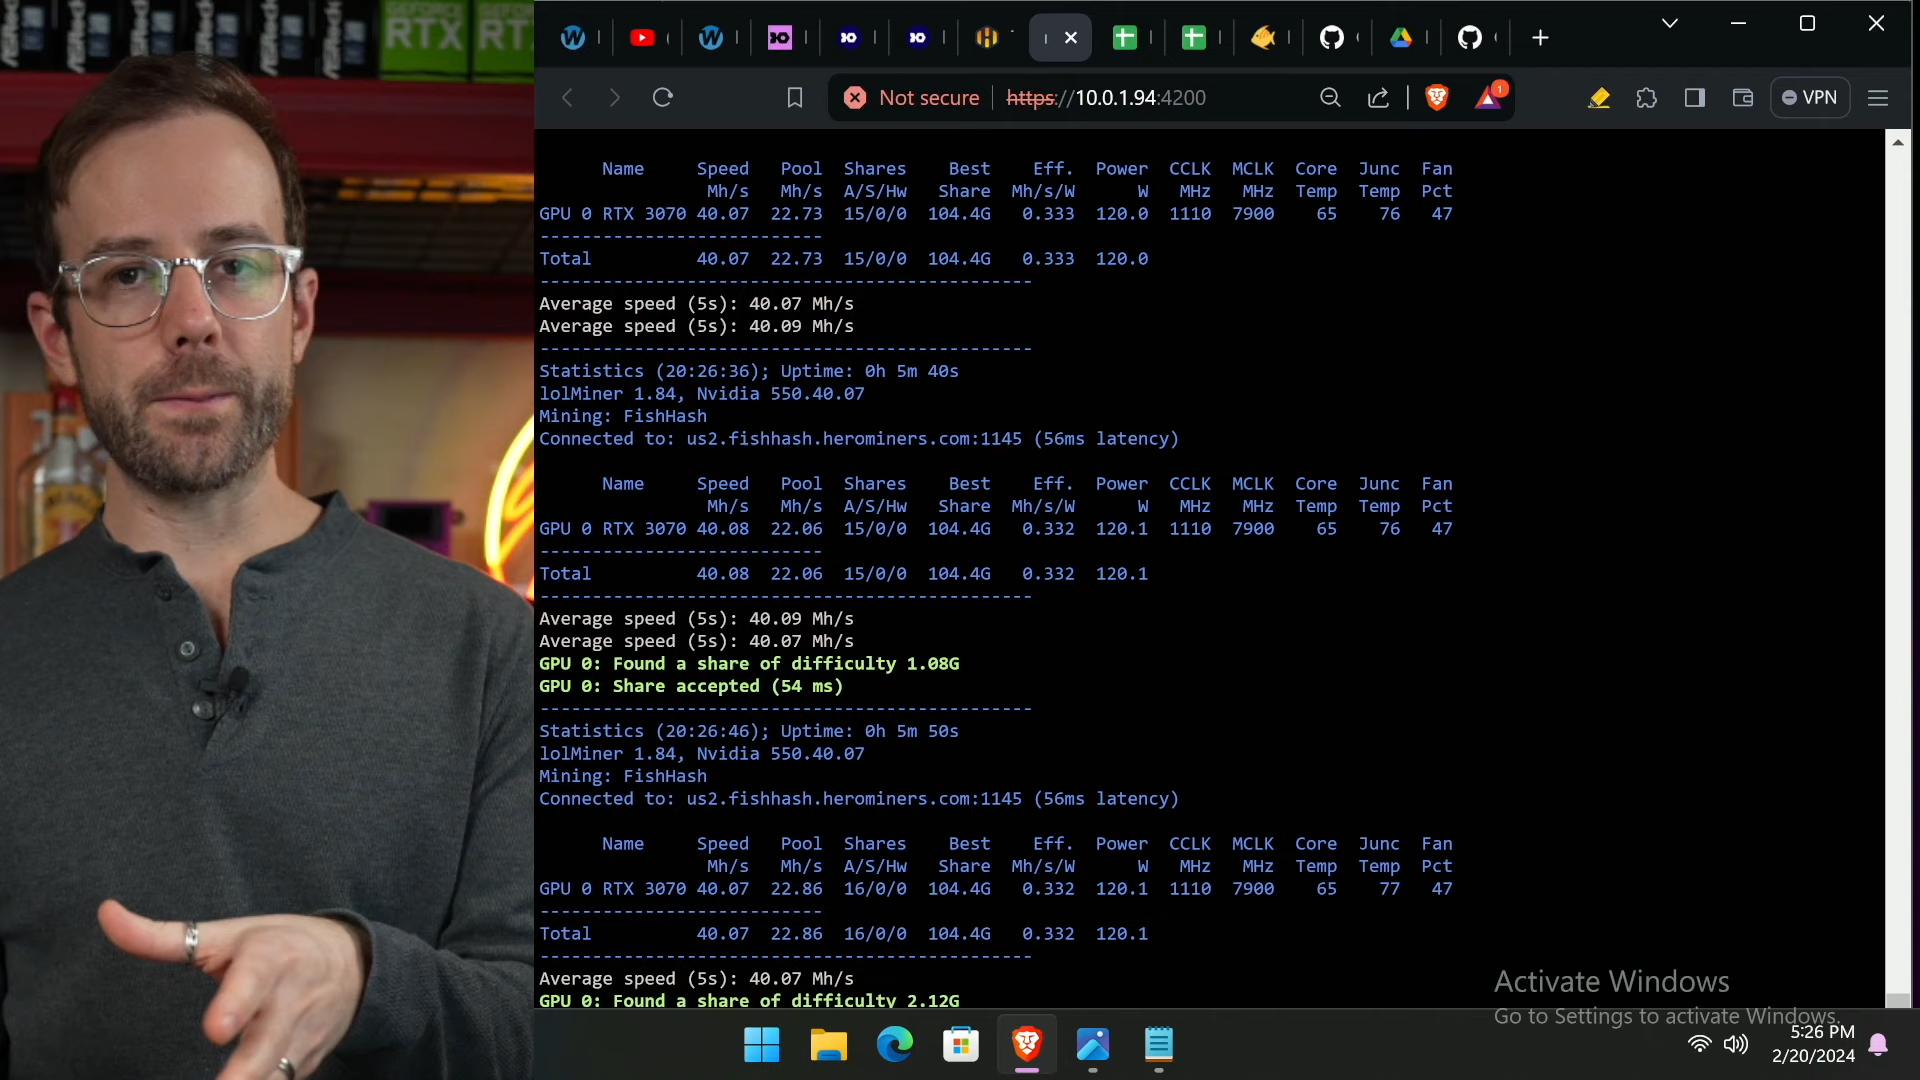 GEFORCE
RTX
RT
ASRock
Not secure https://10.0.1.94:4200 1 VPN
Name Speed Pool Shares Best Eff. Power CCLK MCLK Core Junc Fan
Mh/s Mh/s A/S/Hw Share Mh/s/W W MHz MHz Temp Temp Pct
GPU 0 RTX 3070 40.07 22.73 15/0/0 104.4G 0.333 120.0 1110 7900 65 76 47
---------------------------
Total 40.07 22.73 15/0/0 104.4G 0.333 120.0
-----------------------------------------------
Average speed (5s): 40.07 Mh/s
Average speed (5s): 40.09 Mh/s
-----------------------------------------------
Statistics (20:26:36); Uptime: 0h 5m 40s
lolMiner 1.84, Nvidia 550.40.07
Mining: FishHash
Connected to: us2.fishhash.herominers.com:1145 (56ms latency)
Name Speed Pool Shares Best Eff. Power CCLK MCLK Core Junc Fan
Mh/s Mh/s A/S/Hw Share Mh/s/W W MHz MHz Temp Temp Pct
GPU 0 RTX 3070 40.08 22.06 15/0/0 104.4G 0.332 120.1 1110 7900 65 76 47
---------------------------
Total 40.08 22.06 15/0/0 104.4G 0.332 120.1
-----------------------------------------------
Average speed (5s): 40.09 Mh/s
Average speed (5s): 40.07 Mh/s
GPU 0: Found a share of difficulty 1.08G
GPU 0: Share accepted (54 ms)
-----------------------------------------------
Statistics (20:26:46); Uptime: 0h 5m 50s
lolMiner 1.84, Nvidia 550.40.07
Mining: FishHash
Connected to: us2.fishhash.herominers.com:1145 (56ms latency)
Name Speed Pool Shares Best Eff. Power CCLK MCLK Core Junc Fan
Mh/s Mh/s A/S/Hw Share Mh/s/W W MHz MHz Temp Temp Pct
GPU 0 RTX 3070 40.07 22.86 16/0/0 104.4G 0.332 120.1 1110 7900 65 77 47
---------------------------
Total 40.07 22.86 16/0/0 104.4G 0.332 120.1
-----------------------------------------------
Average speed (5s): 40.07 Mh/s
GPU 0: Found a share of difficulty 2.12G
Activate Windows
Go to Settings to activate Windows.
5:26 PM
2/20/2024